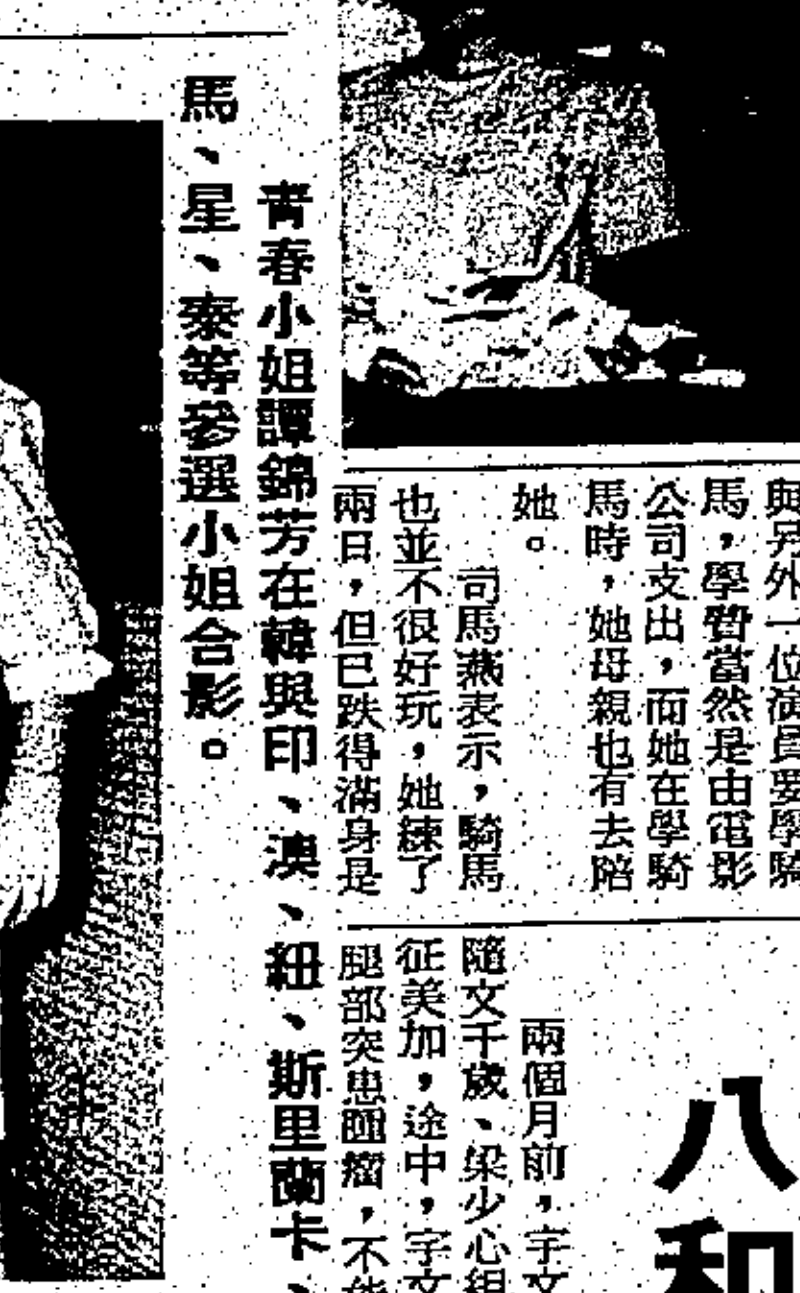 與另外一位演員要學騎
馬，學費當然是由電影
公司支出，而她在學騎
馬時，她母親也有去陪
她。
司馬燕表示，騎馬
也並不很好玩，她練了
兩日，但已跌得滿身是
青春小姐譚錦芳在韓與印、澳、紐、斯里蘭卡、
馬、星、泰等參選小姐合影。
八和
兩個月前，宇文
隨文千歲、梁少心組
征美加，途中，宇文
腿部突患 瘤，不能